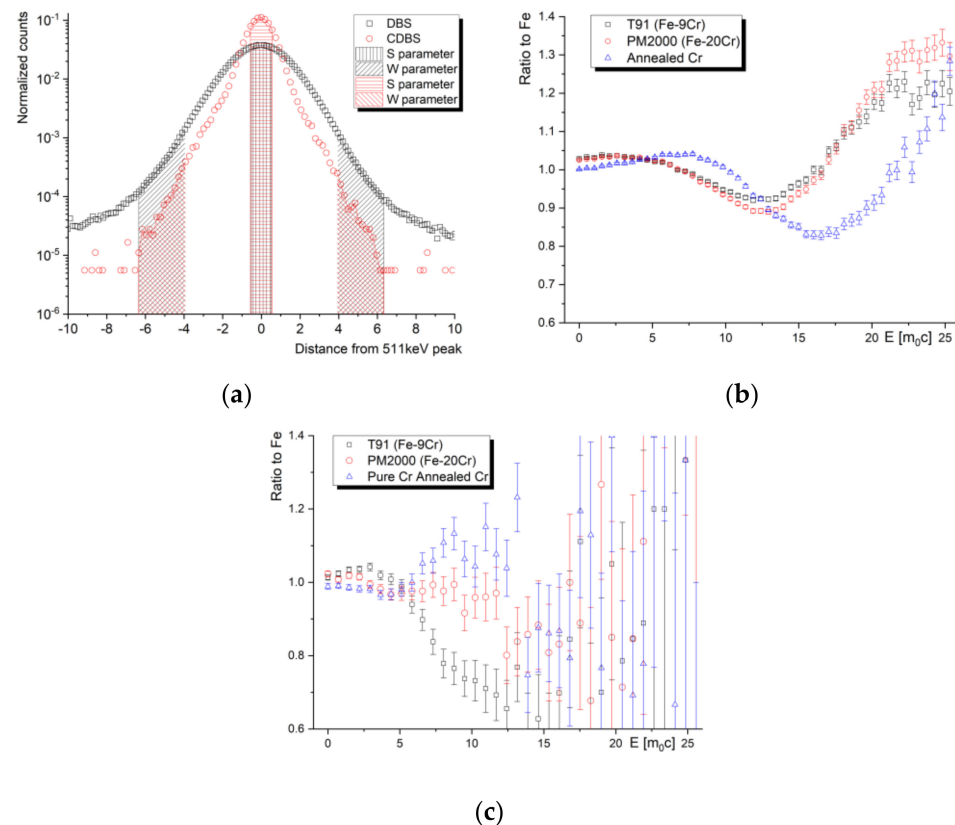 Normalized counts
10⁻¹
10⁻²
10⁻³
10⁻⁴
10⁻⁵
10⁻⁶
DBS
CDBS
S parameter
W parameter
S parameter
W parameter
-10 -8 -6 -4 -2 0 2 4 6 8 10
Distance from 511keV peak
(a)
Ratio to Fe
1.4
1.3
1.2
1.1
1.0
0.9
0.8
0.7
0.6
T91 (Fe-9Cr)
PM2000 (Fe-20Cr)
Annealed Cr
0 5 10 15 20 E [m₀c] 25
(b)
Ratio to Fe
1.4
1.2
1.0
0.8
0.6
T91 (Fe-9Cr)
PM2000 (Fe-20Cr)
Pure Cr Annealed Cr
0 5 10 15 20 E [m₀c] 25
(c)